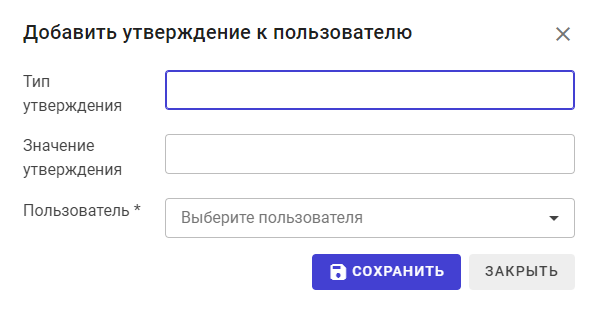 Добавить утверждение к пользователю
Тип
утверждения
Значение
утверждения
Пользователь *
Выберите пользователя
СОХРАНИТЬ
ЗАКРЫТЬ